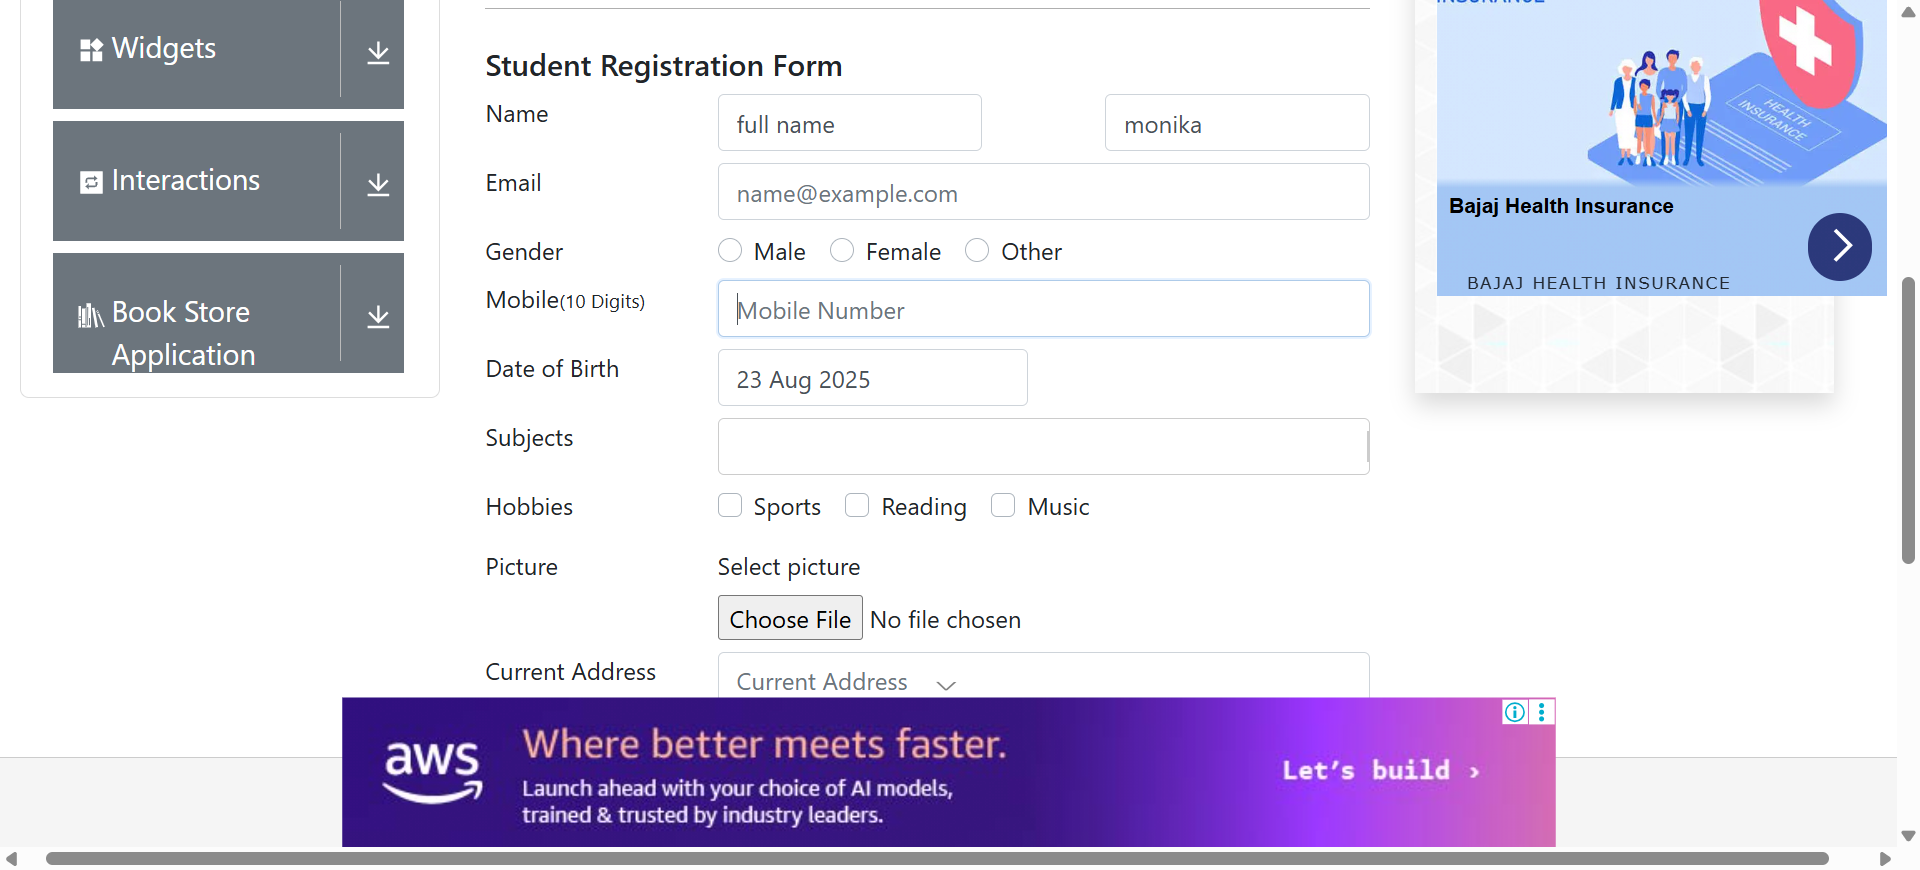 Widgets
Interactions
Book Store
Application
Student Registration Form
Name
full name
monika
Email
name@example.com
Gender
Male
Female
Other
Mobile(10 Digits)
Mobile Number
Date of Birth
23 Aug 2025
Subjects
Hobbies
Sports
Reading
Music
Picture
Select picture
Choose File No file chosen
Current Address
Current Address
INSURANCE
HEALTH
INSURANCE
Bajaj Health Insurance
BAJAJ HEALTH INSURANCE
aws
Where better meets faster.
Launch ahead with your choice of AI models,
trained & trusted by industry leaders.
Let's build ›